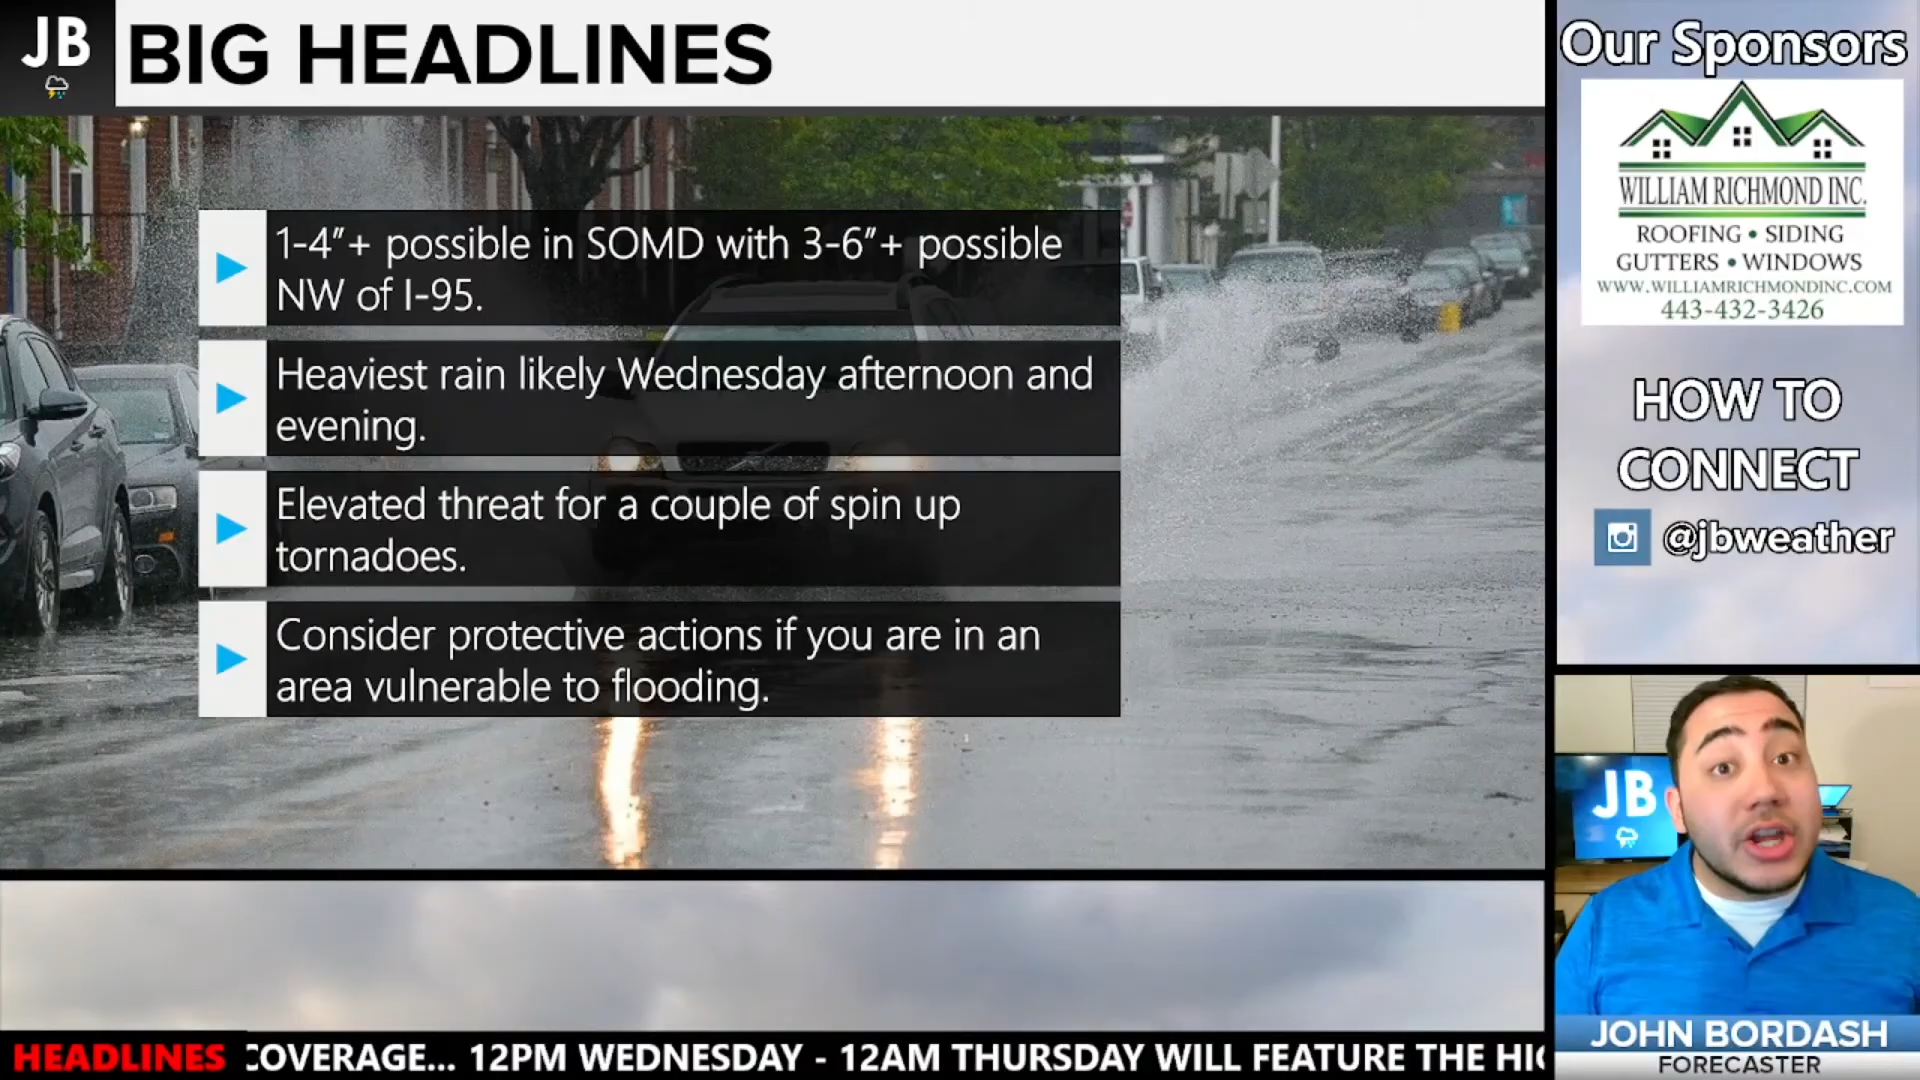 JB
BIG HEADLINES
1-4”+ possible in SOMD with 3-6”+ possible
NW of I-95.
Heaviest rain likely Wednesday afternoon and
evening.
Elevated threat for a couple of spin up
tornadoes.
Consider protective actions if you are in an
area vulnerable to flooding.
Our Sponsors
WILLIAM RICHMOND INC.
ROOFING • SIDING
GUTTERS • WINDOWS
WWW.WILLIAMRICHMONDINC.COM
443-432-3426
HOW TO
CONNECT
@jbweather
JB
JOHN BORDASH
FORECASTER
HEADLINES COVERAGE... 12PM WEDNESDAY - 12AM THURSDAY WILL FEATURE THE